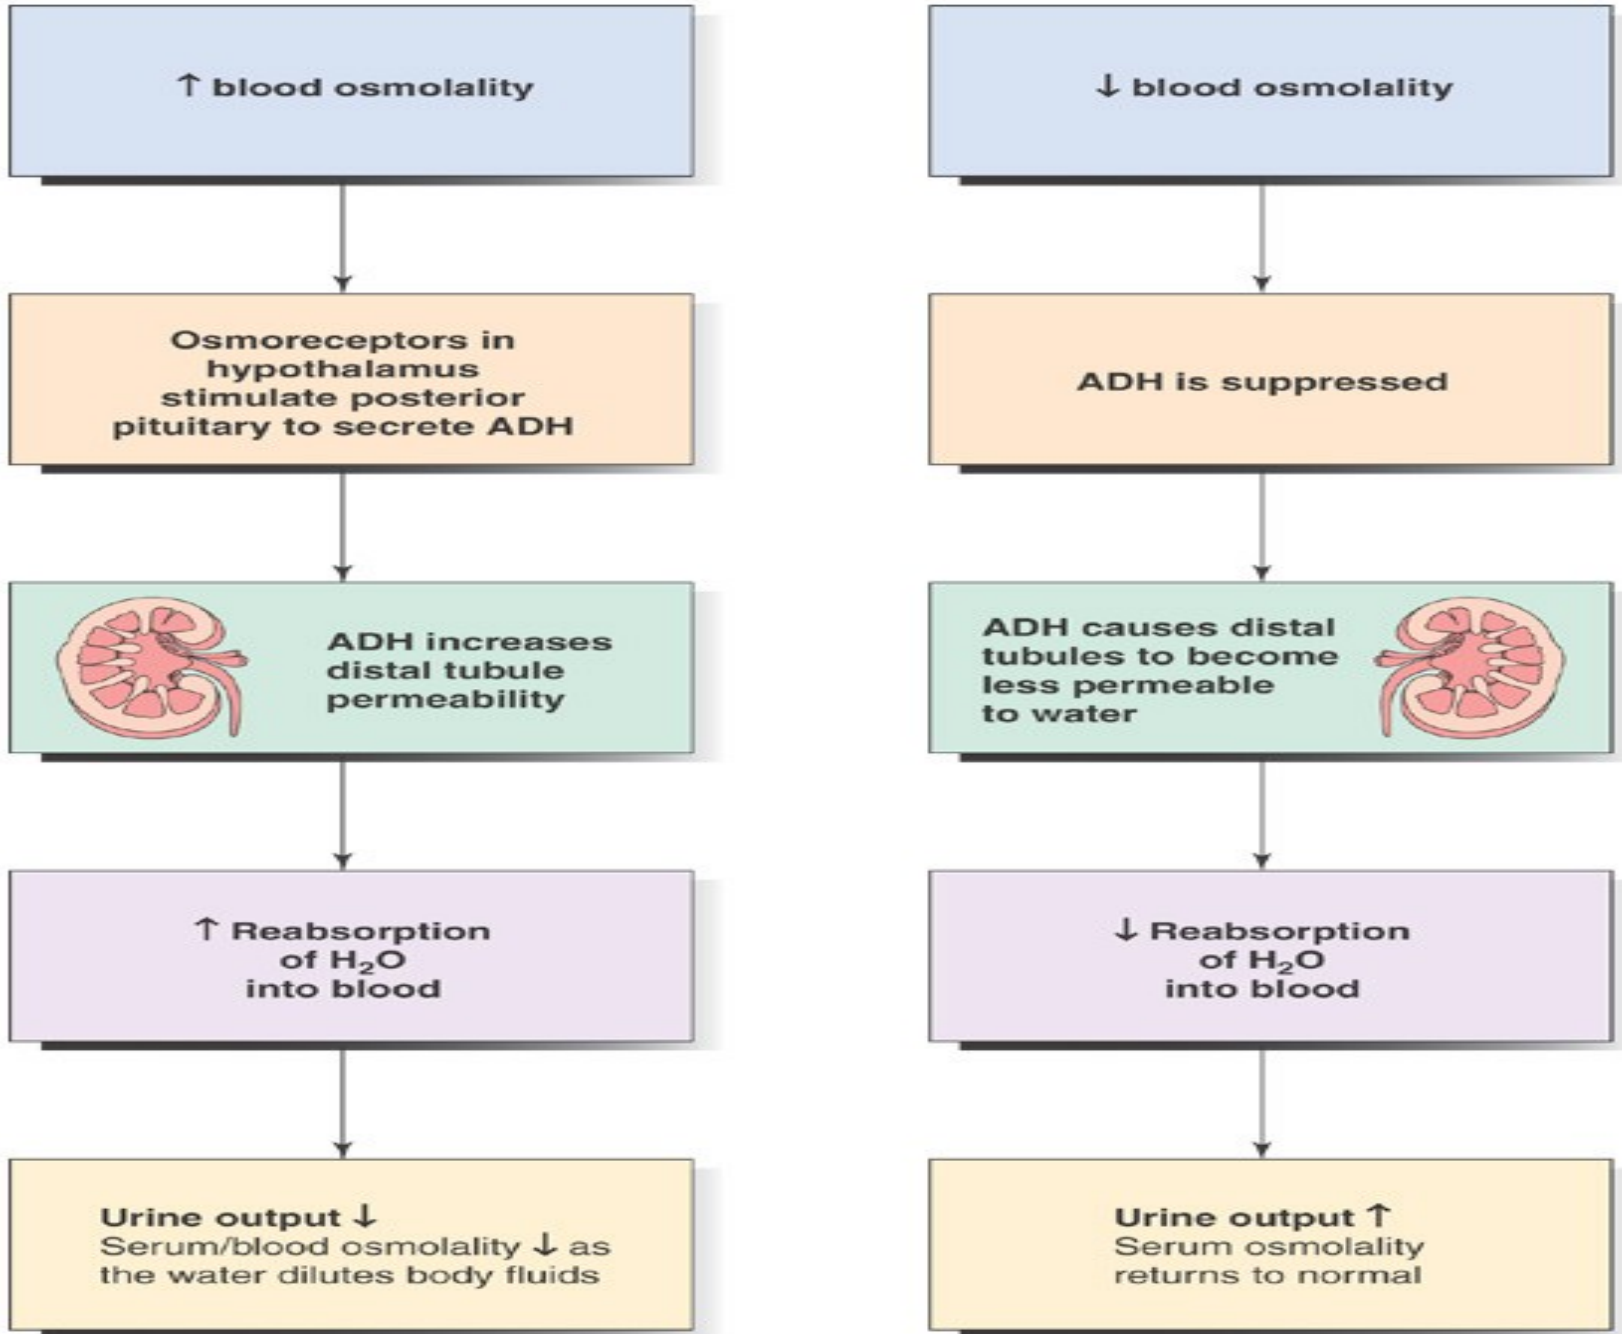 ↑ blood osmolality
Osmoreceptors in
hypothalamus
stimulate posterior
pituitary to secrete ADH
ADH increases
distal tubule
permeability
↑ Reabsorption
of H₂O
into blood
Urine output ↓
Serum/blood osmolality ↓ as
the water dilutes body fluids
↓ blood osmolality
ADH is suppressed
ADH causes distal
tubules to become
less permeable
to water
↓ Reabsorption
of H₂O
into blood
Urine output ↑
Serum osmolality
returns to normal